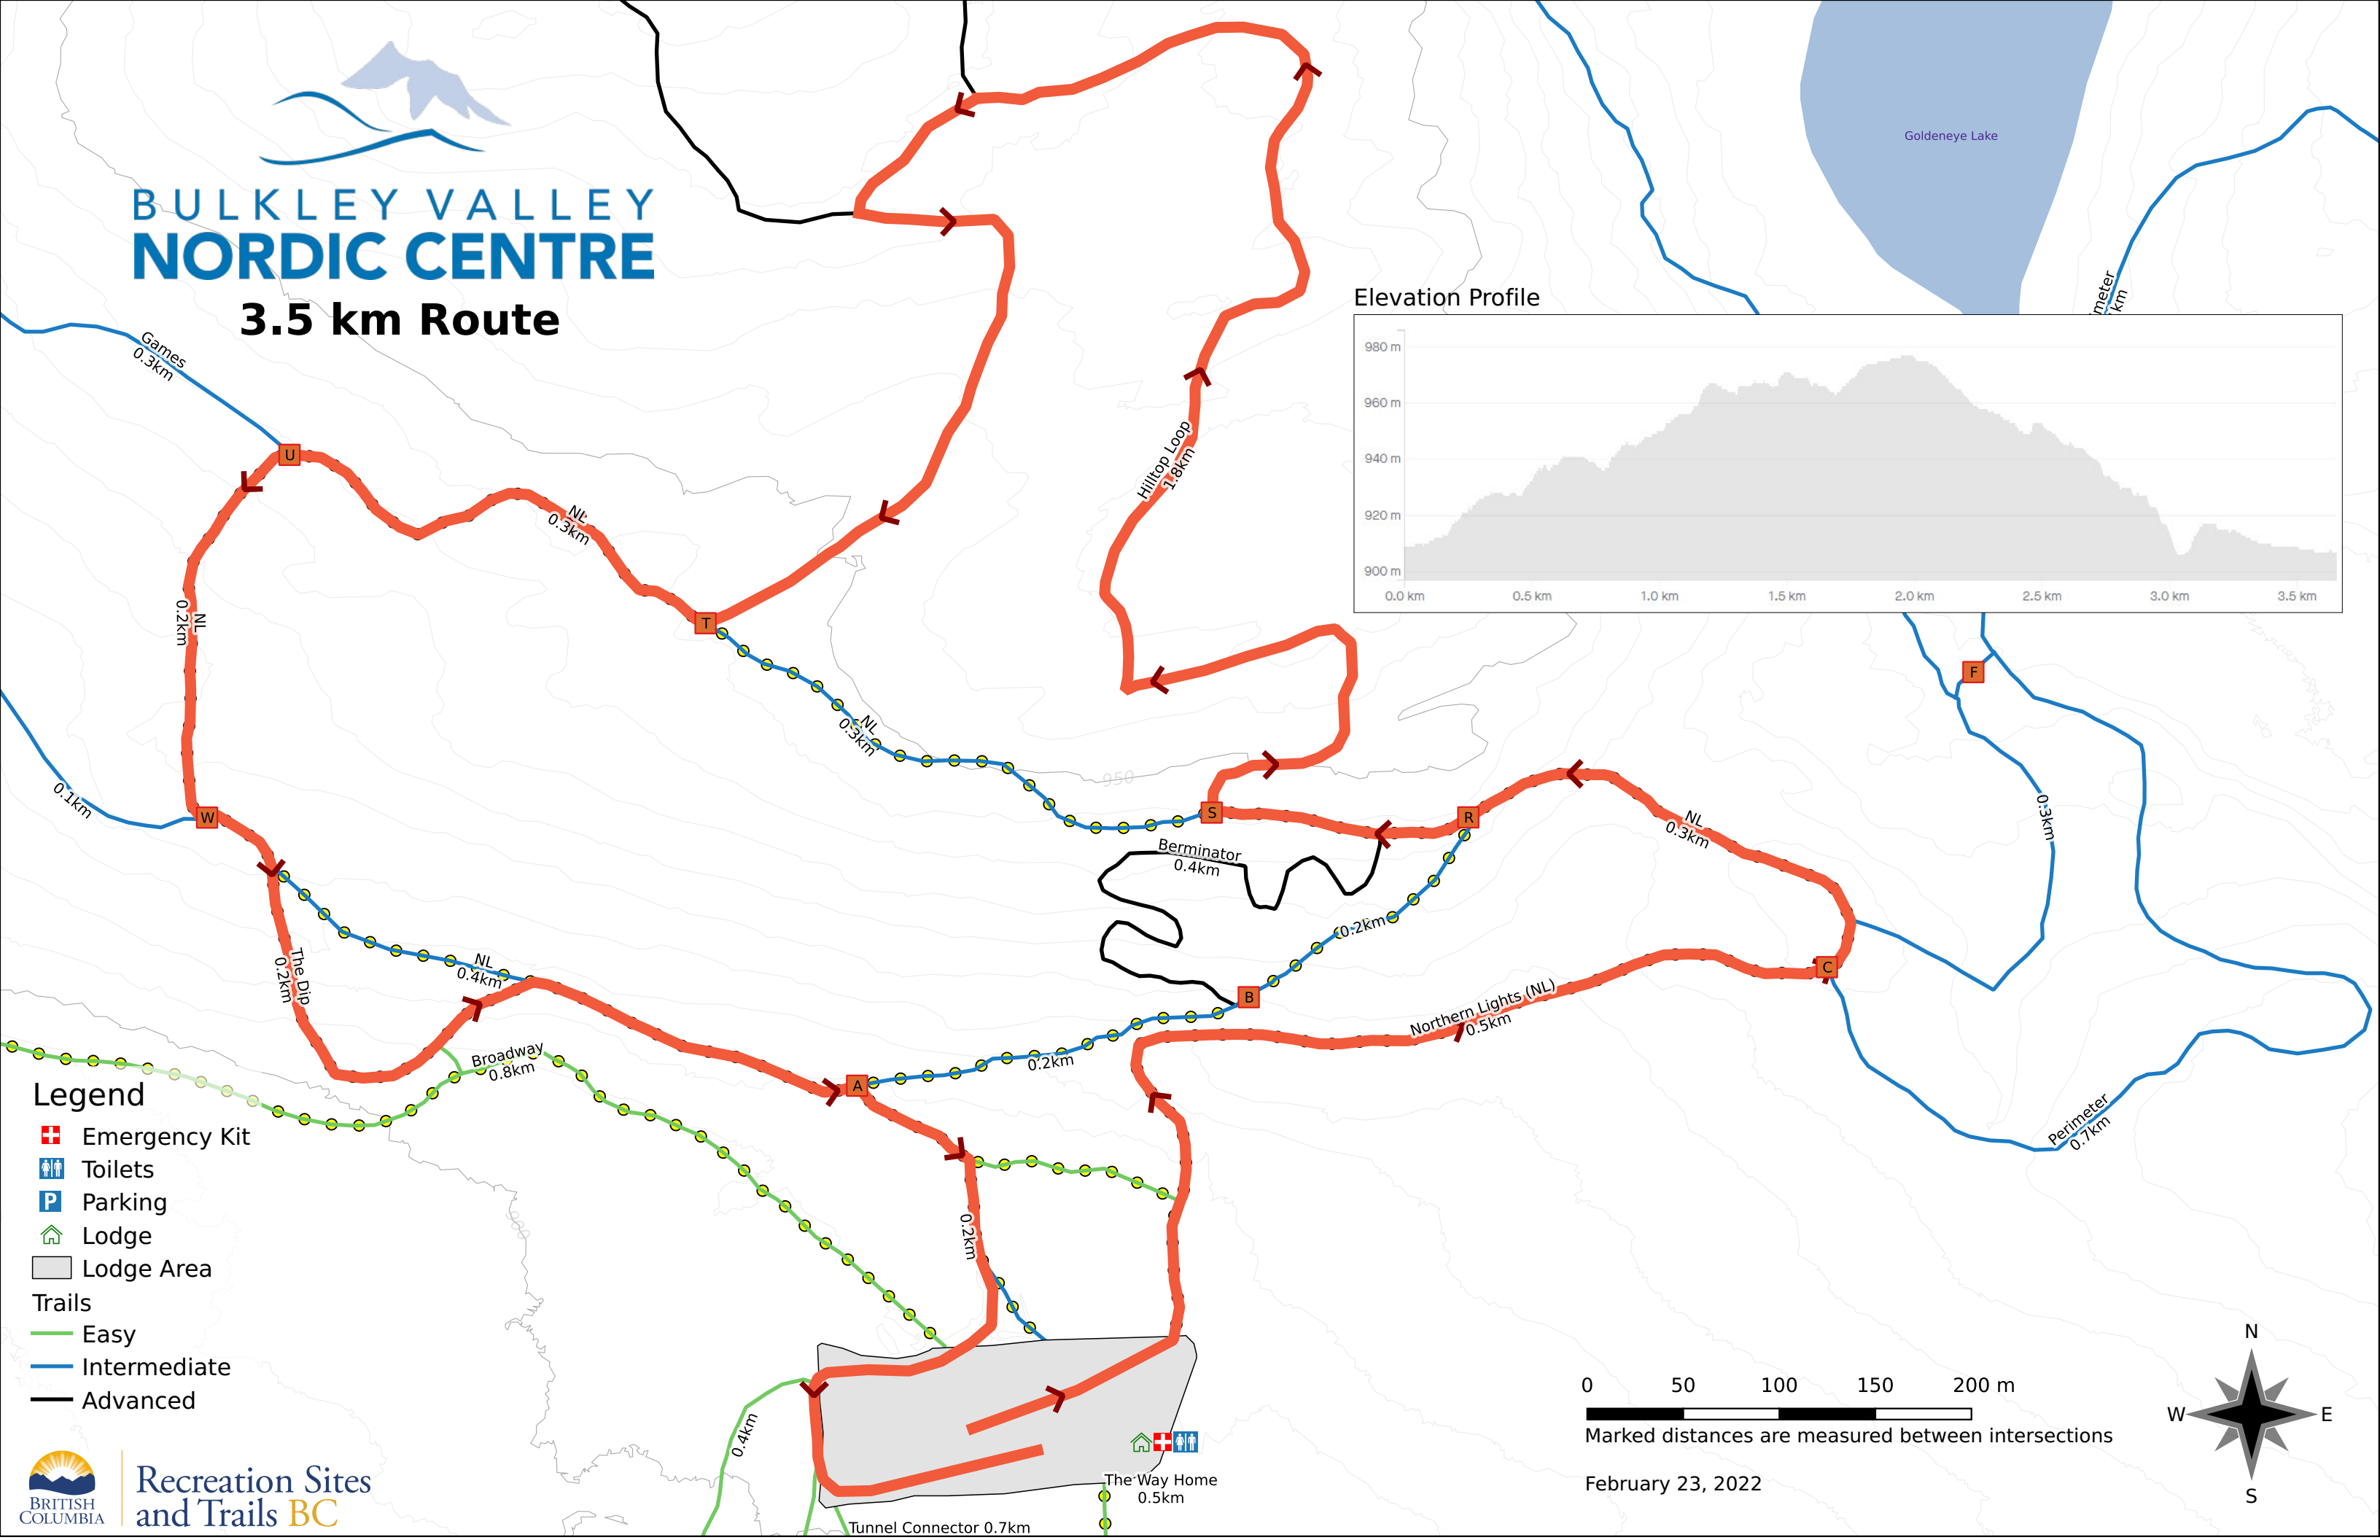 BULKLEY VALLEY
NORDIC CENTRE
3.5 km Route
Goldeneye Lake
meter
km
Elevation Profile
980 m
960 m
940 m
920 m
900 m
0.0 km
0.5 km
1.0 km
1.5 km
2.0 km
2.5 km
3.0 km
3.5 km
Games
0.3km
U
NL
0.3km
Hilltop Loop
1.8km
T
NL
0.2km
F
NL
0.3km
950
0.1km
W
S
R
NL
0.3km
0.3km
Berminator
0.4km
0.2km
The Dip
0.2km
NL
0.4km
C
B
Northern Lights (NL)
0.5km
Broadway
0.8km
0.2km
A
Perimeter
0.7km
0.2km
900
Legend
Emergency Kit
Toilets
P
Parking
Lodge
Lodge Area
Trails
Easy
Intermediate
Advanced
0.4km
The Way Home
0.5km
Tunnel Connector 0.7km
0
50
100
150
200 m
Marked distances are measured between intersections
February 23, 2022
N
W
E
S
BRITISH
COLUMBIA
Recreation Sites
and Trails BC